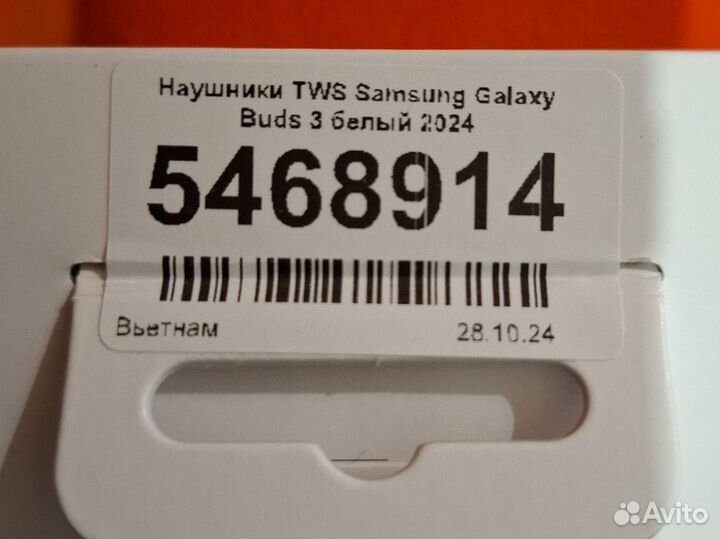 Наушники TWS Samsung Galaxy
Buds 3 белый 2024
5468914
Вьетнам
28.10.24
Avito